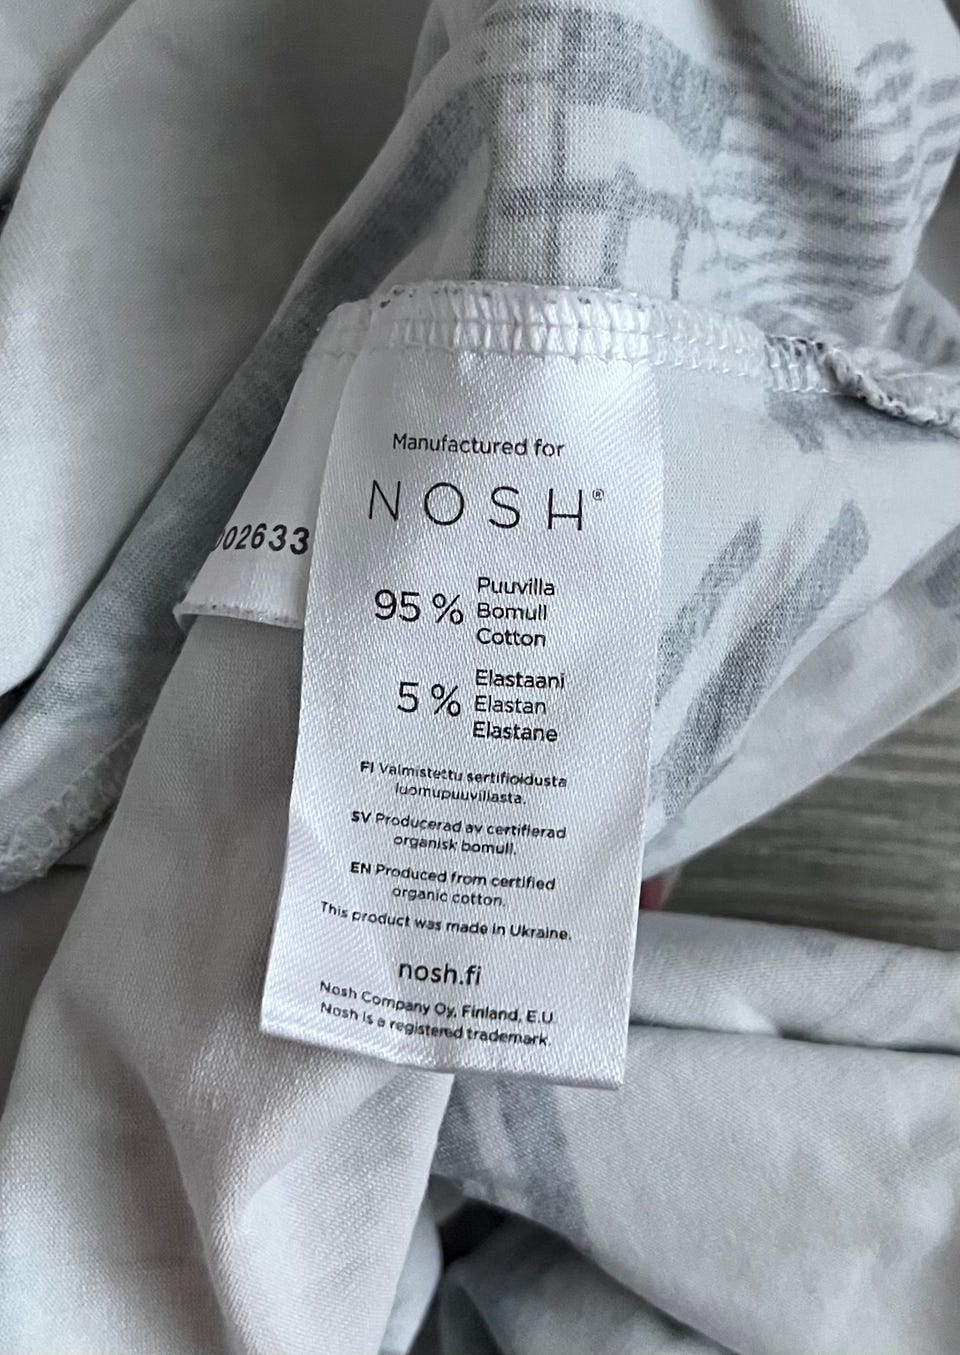 Manufactured for
NOSH®
02633
95 % Puuvilla
Bomull
Cotton
5 % Elastaani
Elastan
Elastane
FI Valmistettu sertifioidusta
luomupuuvillasta.
SV Producerad av certifierad
organisk bomull.
EN Produced from certified
organic cotton.
This product was made in Ukraine.
nosh.fi
Nosh Company Oy, Finland, E.U
Nosh is a registered trademark.